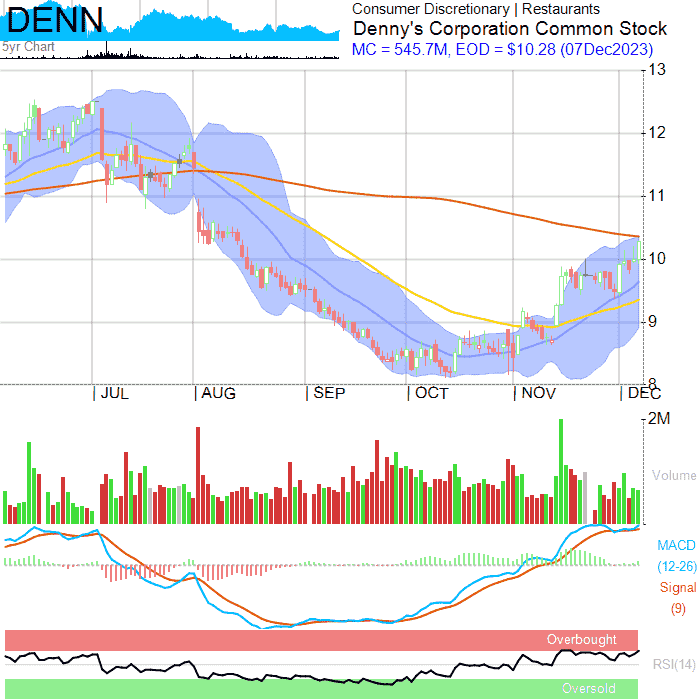 DENN
Consumer Discretionary | Restaurants
Denny's Corporation Common Stock
5yr Chart
MC = 545.7M, EOD = $10.28 (07Dec2023)
13
12
11
10
9
8
JUL AUG SEP OCT NOV DEC
2M
Volume
MACD
(12-26)
Signal
(9)
Overbought
RSI(14)
Oversold